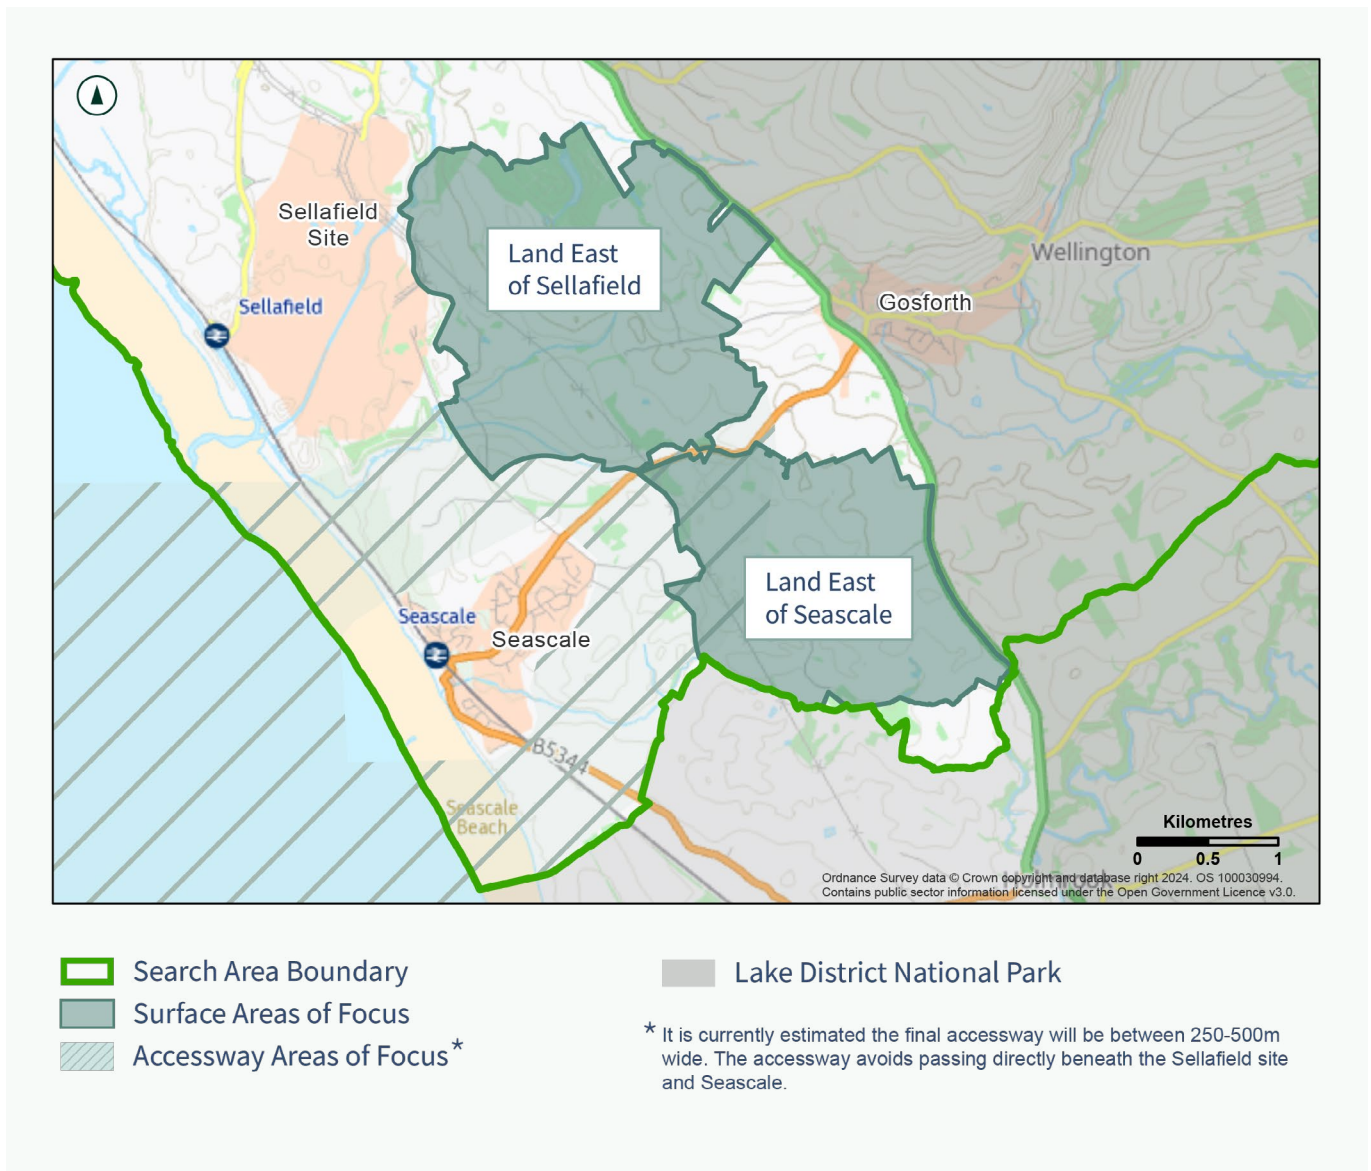 Sellafield
Site
Land East
of Sellafield
Wellington
Sellafield
Gosforth
Land East
of Seascale
Seascale
Seascale
B5344
Seascale
Beach
Kilometres
0 0.5 1
Holmrook
Ordnance Survey data © Crown copyright and database right 2024. OS 100030994.
Contains public sector information licensed under the Open Government Licence v3.0.
Search Area Boundary
Surface Areas of Focus
Accessway Areas of Focus*
Lake District National Park
* It is currently estimated the final accessway will be between 250-500m
wide. The accessway avoids passing directly beneath the Sellafield site
and Seascale.